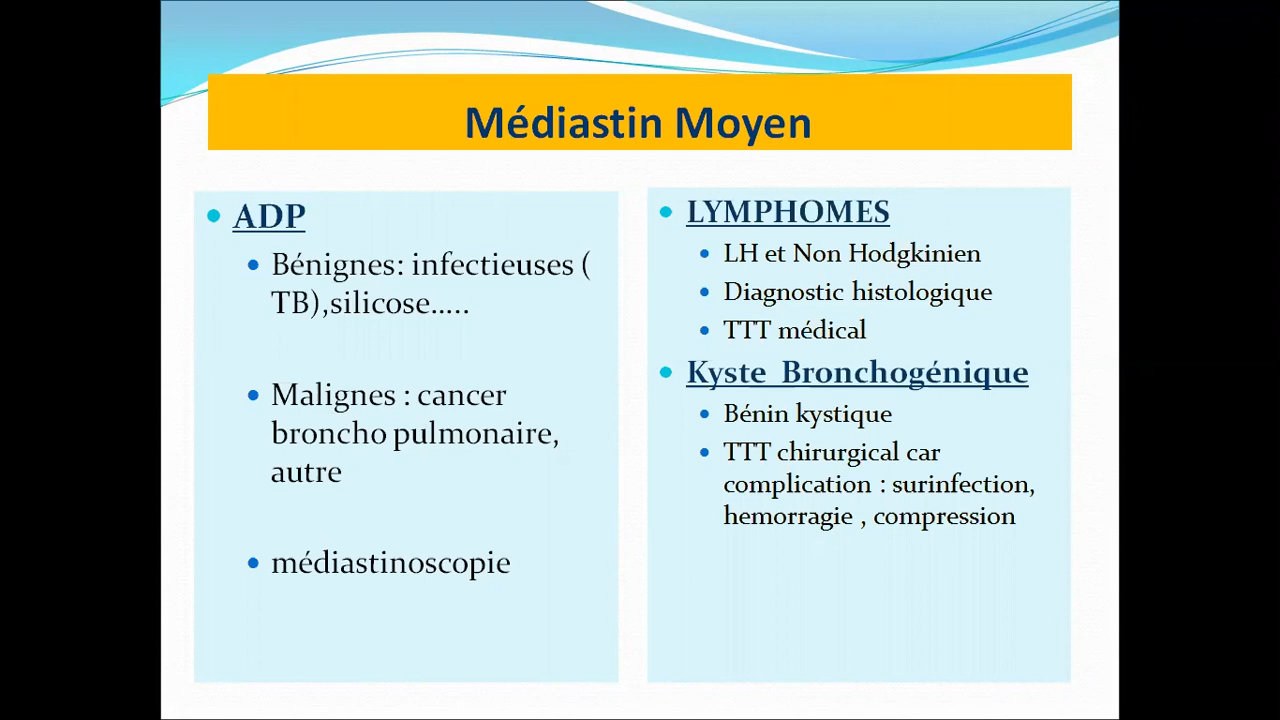 Médiastin Moyen
ADP
Bénignes: infectieuses (
TB),silicose…..
Malignes : cancer
broncho pulmonaire,
autre
médiastinoscopie
LYMPHOMES
LH et Non Hodgkinien
Diagnostic histologique
TTT médical
Kyste Bronchogénique
Bénin kystique
TTT chirurgical car
complication : surinfection,
hemorragie , compression